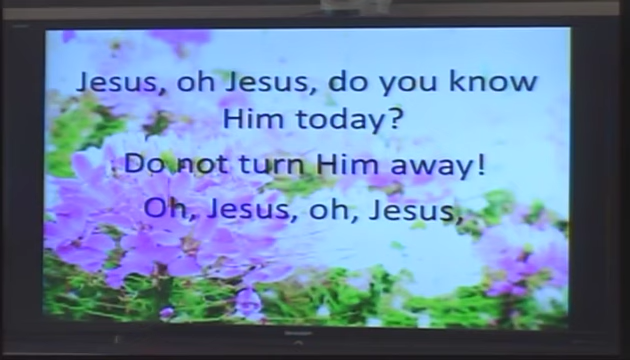 Jesus, oh Jesus, do you know
Him today?
Do not turn Him away!
Oh, Jesus, oh, Jesus,